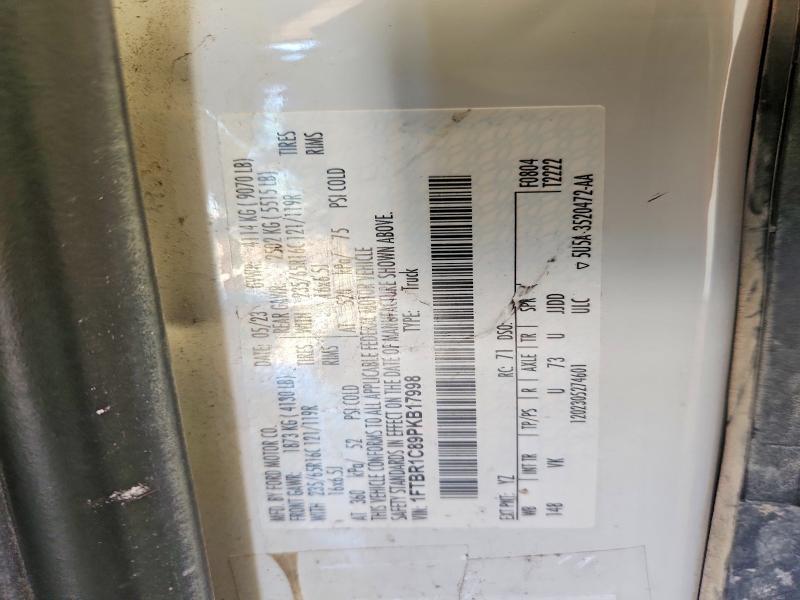 MFD. BY FORD MOTOR CO.
DATE: 05/23 GVWR: 4114 KG ( 9070 LB)
FRONT GAWR: 1873 KG ( 4130 LB) REAR GAWR: 2502 KG ( 5515 LB)
WITH 235/65R16C 121/119R TIRES WITH 235/65R16C 121/119R TIRES
16x6.5J RIMS 16x6.5J RIMS
AT 360 kPa/ 52 PSI COLD AT kPa/ 75 PSI COLD
THIS VEHICLE CONFORMS TO ALL APPLICABLE FEDERAL MOTOR VEHICLE
SAFETY STANDARDS IN EFFECT ON THE DATE OF MANUFACTURE SHOWN ABOVE.
VIN: 1FTBR1C89PKB17998 TYPE: Truck
EXT PNT: YZ RC: 71 DSO: F0804
WB INT TR TP/PS R AXLE TR SPR T2222
148 VK U 73 U JJDD
1202305274601 ULC ▽ 5U5A-3520472-AA